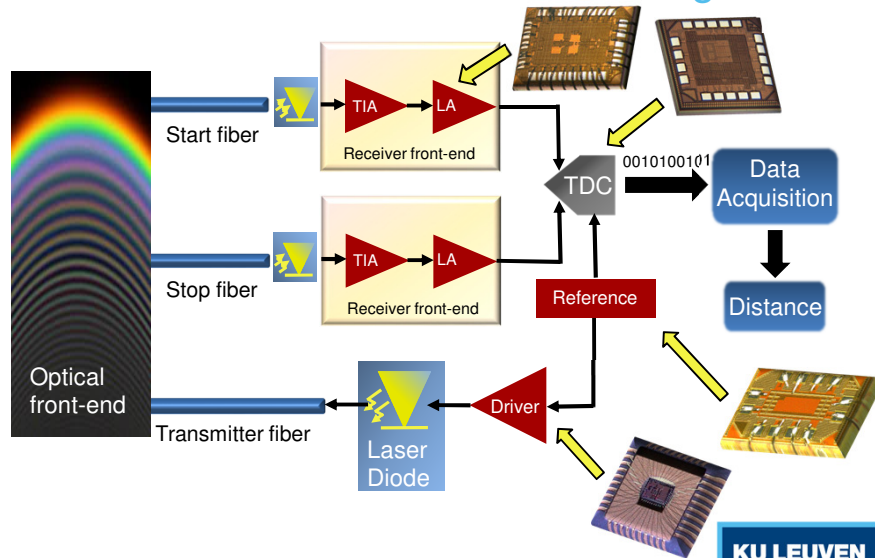 Start fiber
TIA
LA
Receiver front-end
TDC
0010100101
Data
Acquisition
Stop fiber
TIA
LA
Receiver front-end
Reference
Distance
Optical
front-end
Transmitter fiber
Laser
Diode
Driver
KU LEUVEN